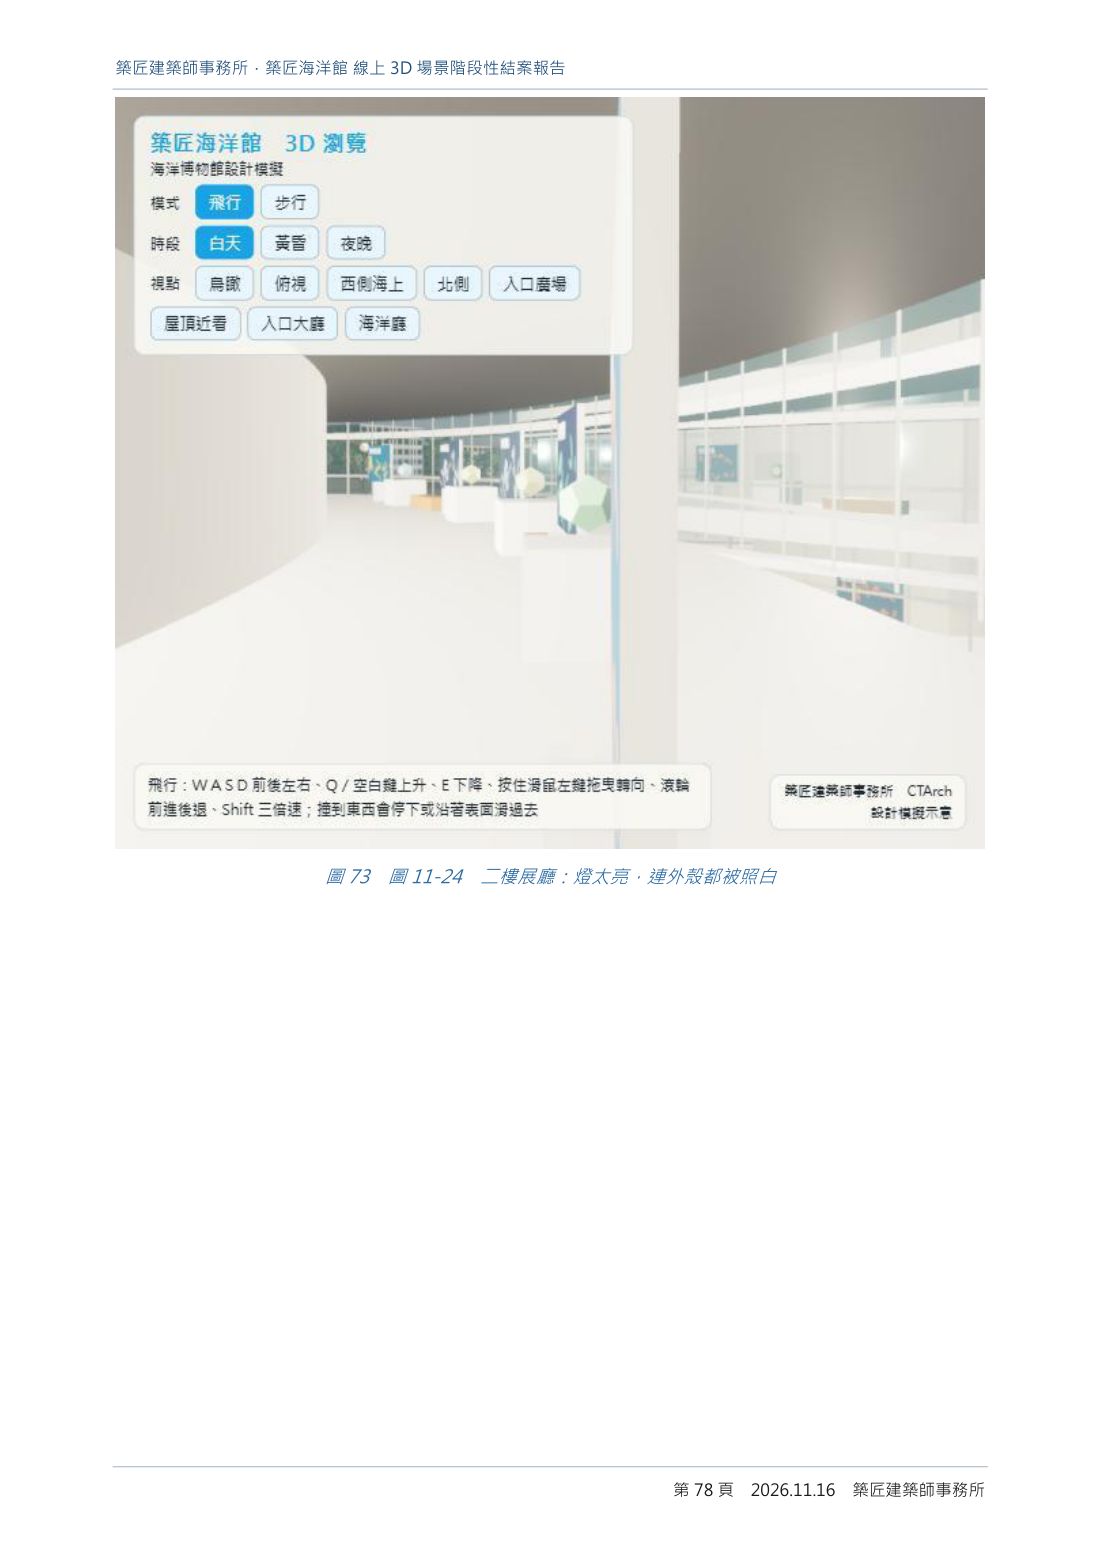 築匠建築師事務所．築匠海洋館 線上 3D 場景階段性結案報告
築匠海洋館　3D 瀏覽
海洋博物館設計模擬
模式 飛行 步行
時段 白天 黃昏 夜晚
視點 鳥瞰 俯視 西側海上 北側 入口廣場
屋頂近看 入口大廳 海洋廳
飛行：W A S D 前後左右、Q / 空白鍵上升、E 下降、按住滑鼠左鍵拖曳轉向、滾輪
前進後退、Shift 三倍速；撞到東西會停下或沿著表面滑過去
築匠建築師事務所　CTArch
設計模擬示意
圖 73　圖 11-24　二樓展廳：燈太亮，連外殼都被照白
第 78 頁　2026.11.16　築匠建築師事務所